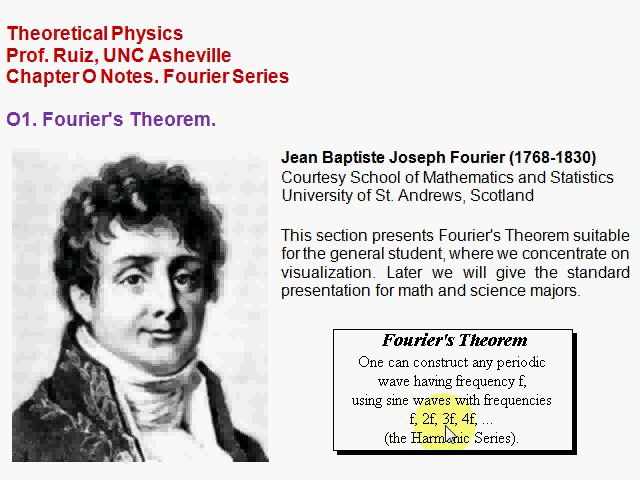 Theoretical Physics
Prof. Ruiz, UNC Asheville
Chapter O Notes. Fourier Series
O1. Fourier's Theorem.
Jean Baptiste Joseph Fourier (1768-1830)
Courtesy School of Mathematics and Statistics
University of St. Andrews, Scotland
This section presents Fourier's Theorem suitable
for the general student, where we concentrate on
visualization. Later we will give the standard
presentation for math and science majors.
Fourier's Theorem
One can construct any periodic
wave having frequency f,
using sine waves with frequencies
f, 2f, 3f, 4f, ...
(the Harmonic Series).